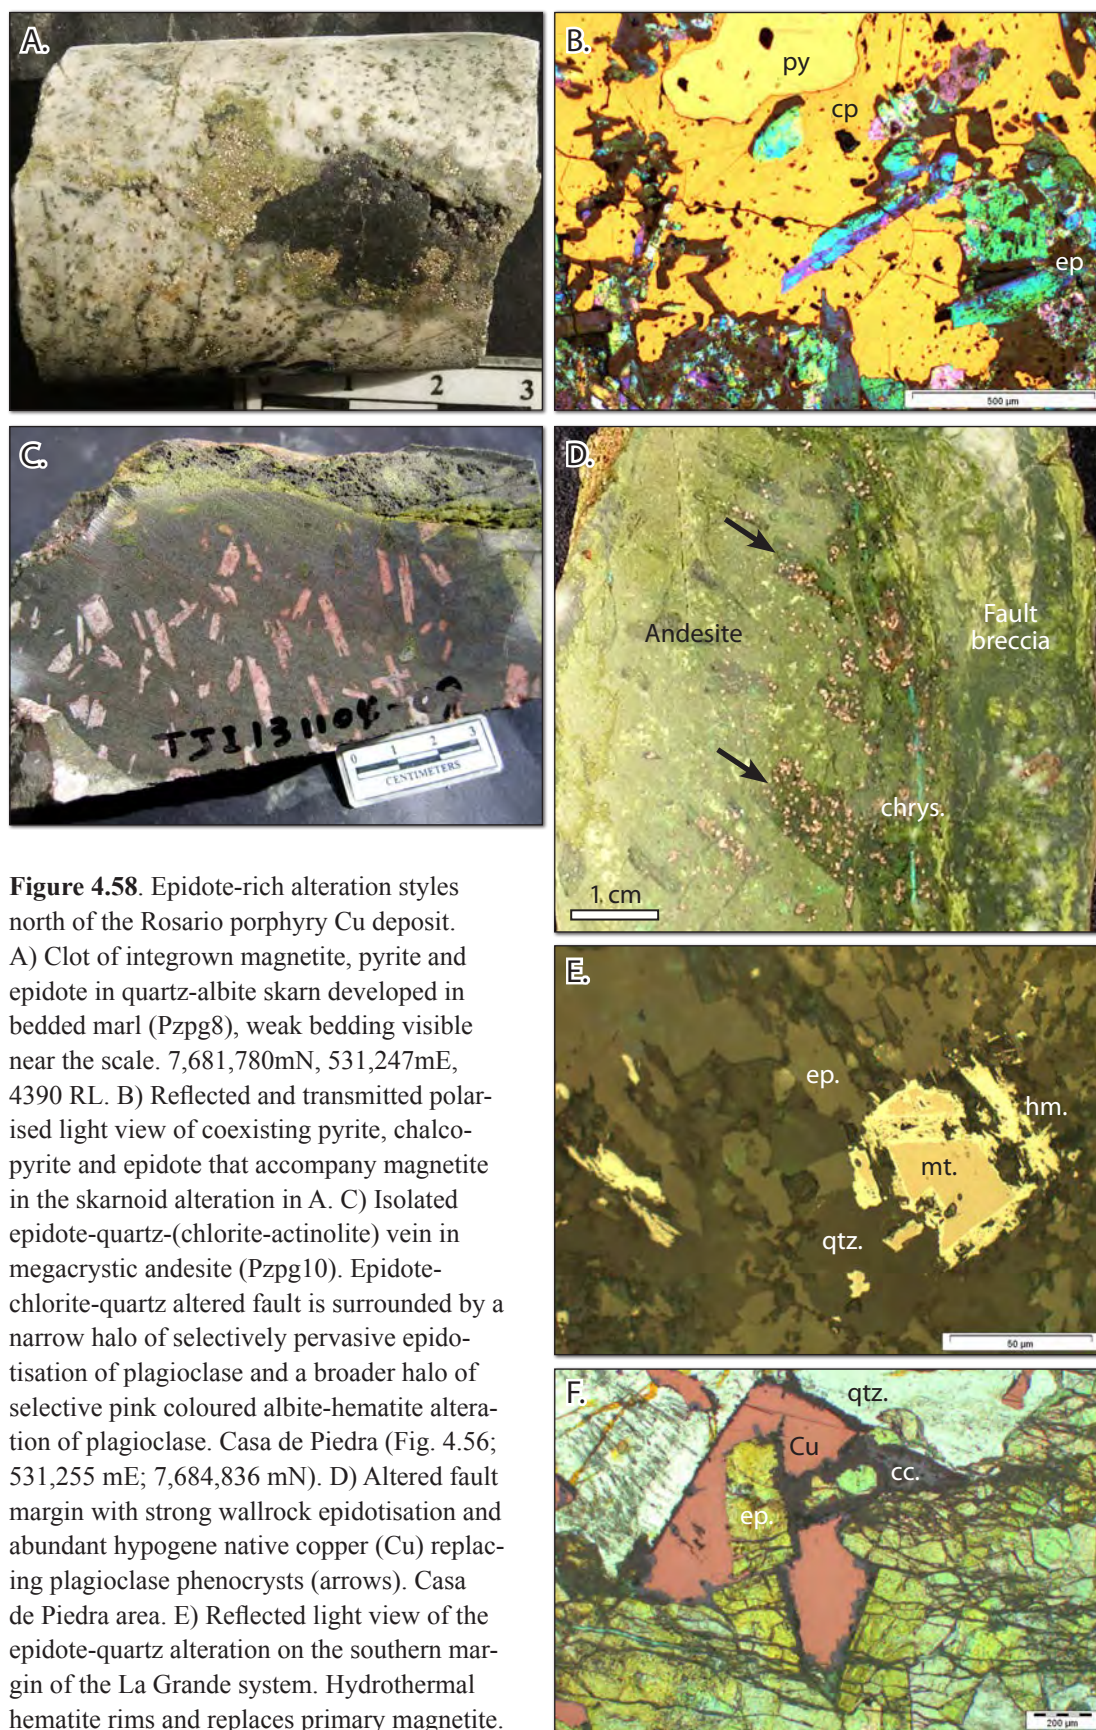 A.
1
2
3
B.
py
cp
ep
500 µm
C.
TJI131108
0
1
2
3
CENTIMETERS
D.
Andesite
Fault
breccia
chrys.
1 cm
E.
ep.
hm.
mt.
qtz.
50 µm
F.
qtz.
Cu
cc.
ep.
200 µm
Figure 4.58. Epidote-rich alteration styles
north of the Rosario porphyry Cu deposit.
A) Clot of integrown magnetite, pyrite and
epidote in quartz-albite skarn developed in
bedded marl (Pzpg8), weak bedding visible
near the scale. 7,681,780mN, 531,247mE,
4390 RL. B) Reflected and transmitted polar-
ised light view of coexisting pyrite, chalco-
pyrite and epidote that accompany magnetite
in the skarnoid alteration in A. C) Isolated
epidote-quartz-(chlorite-actinolite) vein in
megacrystic andesite (Pzpg10). Epidote-
chlorite-quartz altered fault is surrounded by a
narrow halo of selectively pervasive epido-
tisation of plagioclase and a broader halo of
selective pink coloured albite-hematite altera-
tion of plagioclase. Casa de Piedra (Fig. 4.56;
531,255 mE; 7,684,836 mN). D) Altered fault
margin with strong wallrock epidotisation and
abundant hypogene native copper (Cu) replac-
ing plagioclase phenocrysts (arrows). Casa
de Piedra area. E) Reflected light view of the
epidote-quartz alteration on the southern mar-
gin of the La Grande system. Hydrothermal
hematite rims and replaces primary magnetite.